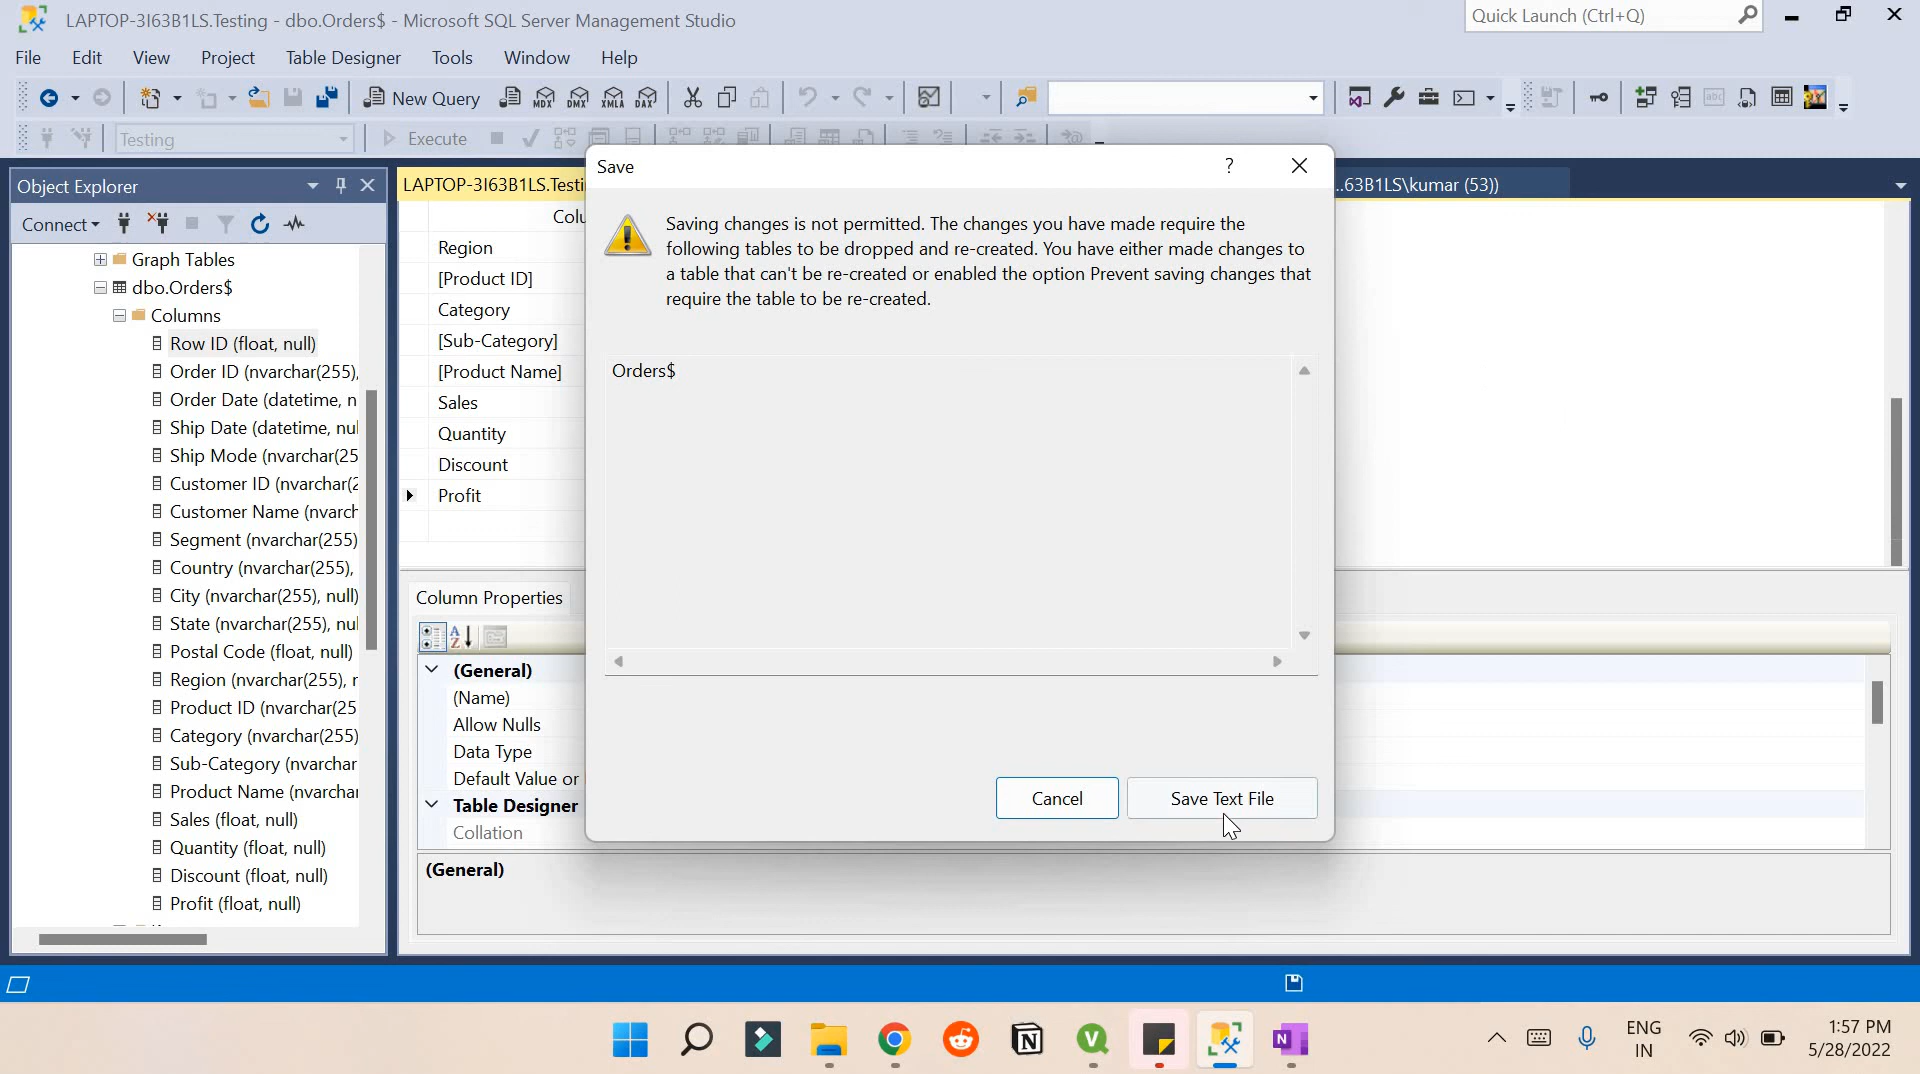 LAPTOP-3I63B1LS.Testing - dbo.Orders$ - Microsoft SQL Server Management Studio
Quick Launch (Ctrl+Q)
File Edit View Project Table Designer Tools Window Help
New Query MDX DMX XMLA DAX
Testing Execute
Object Explorer
Connect
Graph Tables
dbo.Orders$
Columns
Row ID (float, null)
Order ID (nvarchar(255),
Order Date (datetime, n
Ship Date (datetime, nul
Ship Mode (nvarchar(25
Customer ID (nvarchar(2
Customer Name (nvarch
Segment (nvarchar(255)
Country (nvarchar(255),
City (nvarchar(255), null)
State (nvarchar(255), nul
Postal Code (float, null)
Region (nvarchar(255), r
Product ID (nvarchar(25
Category (nvarchar(255)
Sub-Category (nvarchar
Product Name (nvarchar
Sales (float, null)
Quantity (float, null)
Discount (float, null)
Profit (float, null)
LAPTOP-3I63B1LS.Testi
..63B1LS\kumar (53))
Colu
Region
[Product ID]
Category
[Sub-Category]
[Product Name]
Sales
Quantity
Discount
Profit
Save
?
Saving changes is not permitted. The changes you have made require the
following tables to be dropped and re-created. You have either made changes to
a table that can't be re-created or enabled the option Prevent saving changes that
require the table to be re-created.
Orders$
Cancel Save Text File
Column Properties
(General)
(Name)
Allow Nulls
Data Type
Default Value or
Table Designer
Collation
(General)
ENG
IN
1:57 PM
5/28/2022